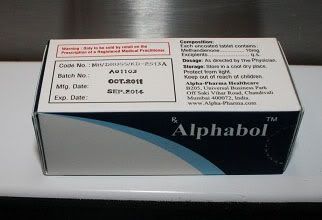 Warning : Only to be sold by retail on the
Prescription of a Registered Medical Practitioner.
Code No.:
Batch No.: A01103
Mfg. Date: OCT.2011
Exp. Date: SEP.2016
Composition:
Each uncoated tablet contains:
Methandienone 10mg
Excipients q.s.
Dosage: As directed by the Physician.
Storage: Store in a cool dry place.
Protect from light.
Keep out of reach of children.
Alpha-Pharma Healthcare
B205, Universal Business Park
Off Saki Vihar Road, Chandivali
Mumbai 400072, India.
www.Alpha-Pharma.com
Rx Alphabol™